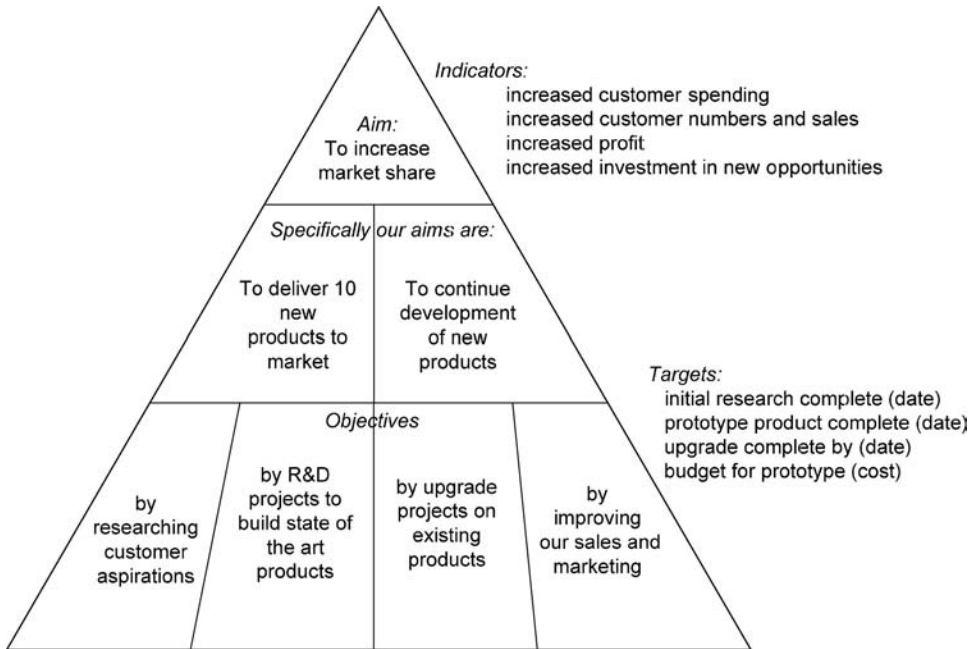 Aim:
To increase
market share
Indicators:
increased customer spending
increased customer numbers and sales
increased profit
increased investment in new opportunities
Specifically our aims are:
To deliver 10
new
products to
market
To continue
development
of new
products
Targets:
initial research complete (date)
prototype product complete (date)
upgrade complete by (date)
budget for prototype (cost)
Objectives
by
researching
customer
aspirations
by R&D
projects to
build state of
the art
products
by upgrade
projects on
existing
products
by
improving
our sales and
marketing